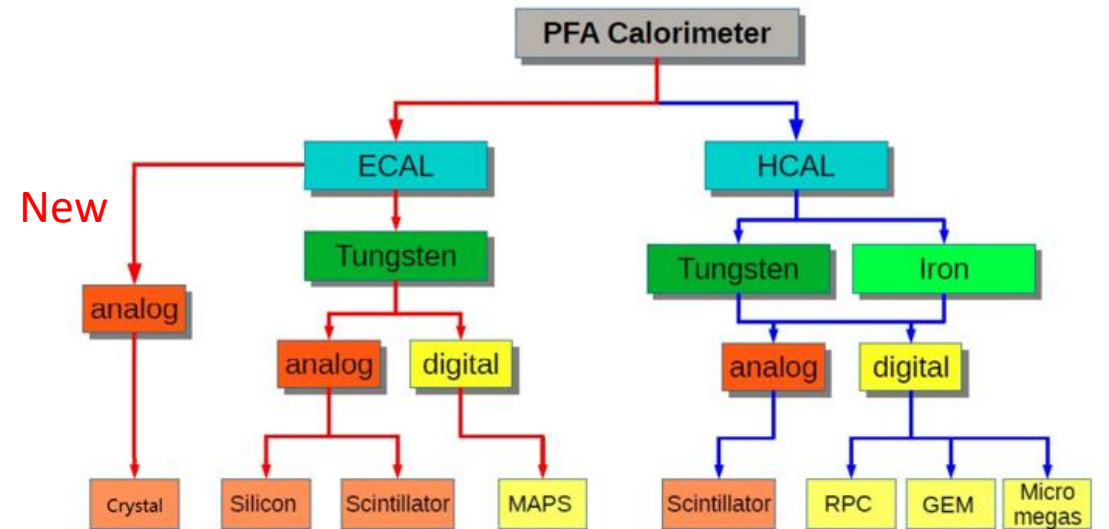 PFA Calorimeter
ECAL
HCAL
New
Tungsten
Tungsten
Iron
analog
analog
digital
analog
digital
Crystal
Silicon
Scintillator
MAPS
Scintillator
RPC
GEM
Micro
megas